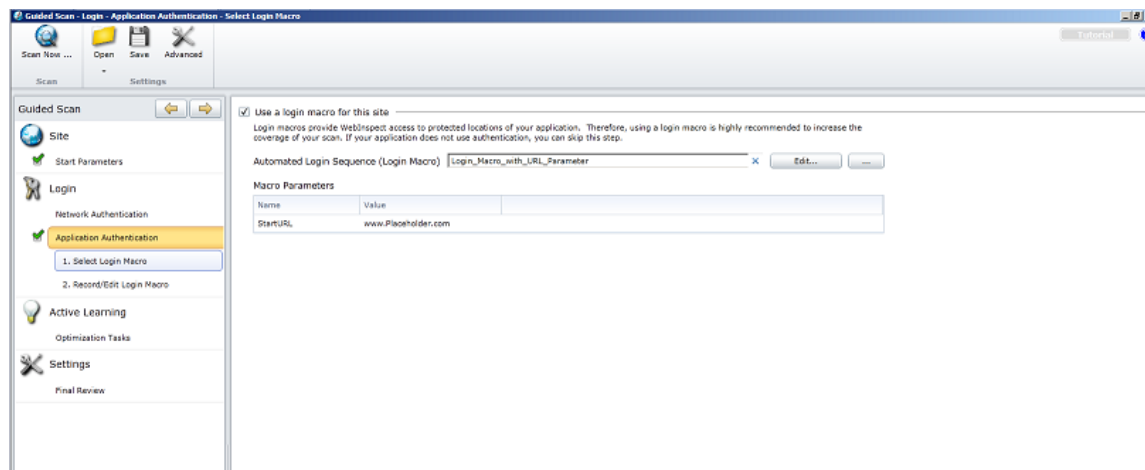 Guided Scan - Login - Application Authentication - Select Login Macro
Scan Now ...
Open
Save
Advanced
Tutorial
Scan
Settings
Guided Scan
Site
Start Parameters
Login
Network Authentication
Application Authentication
1. Select Login Macro
2. Record/Edit Login Macro
Active Learning
Optimization Tasks
Settings
Final Review
Use a login macro for this site
Login macros provide WebInspect access to protected locations of your application. Therefore, using a login macro is highly recommended to increase the
coverage of your scan. If your application does not use authentication, you can skip this step.
Automated Login Sequence (Login Macro) Login_Macro_with_URL_Parameter Edit... ...
Macro Parameters
Name Value
StartURL www.Placeholder.com